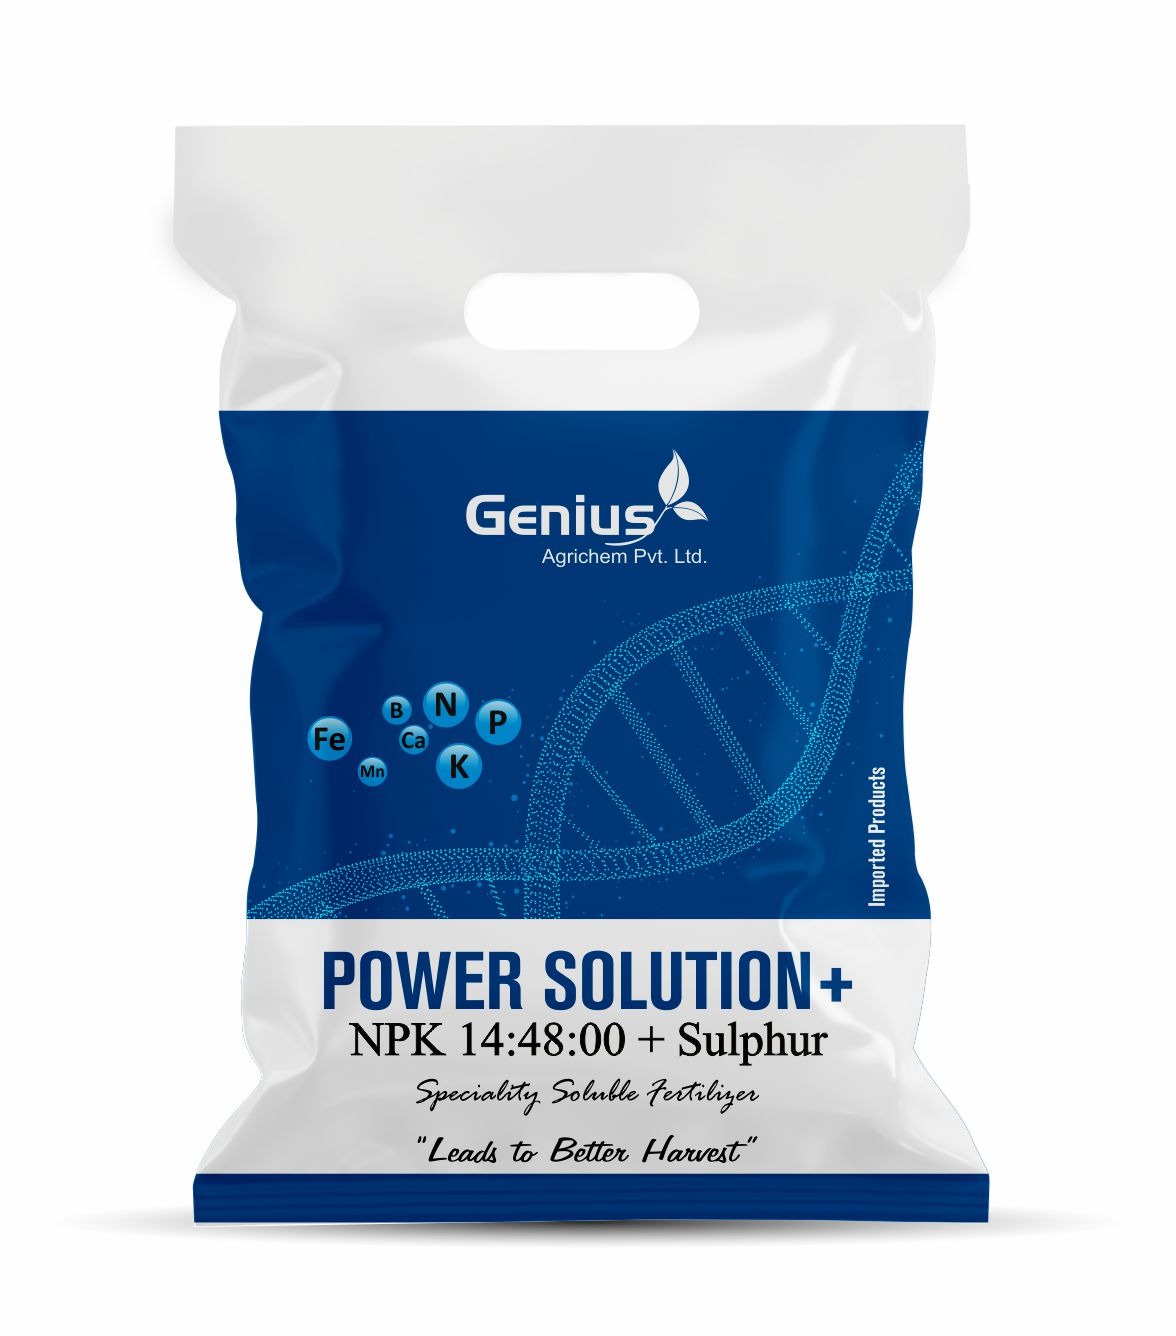 Genius
Agrichem Pvt. Ltd.
B
N
P
Fe
Ca
Mn
K
Imported Products
POWER SOLUTION+
NPK 14:48:00 + Sulphur
Speciality Soluble Fertilizer
"Leads to Better Harvest"